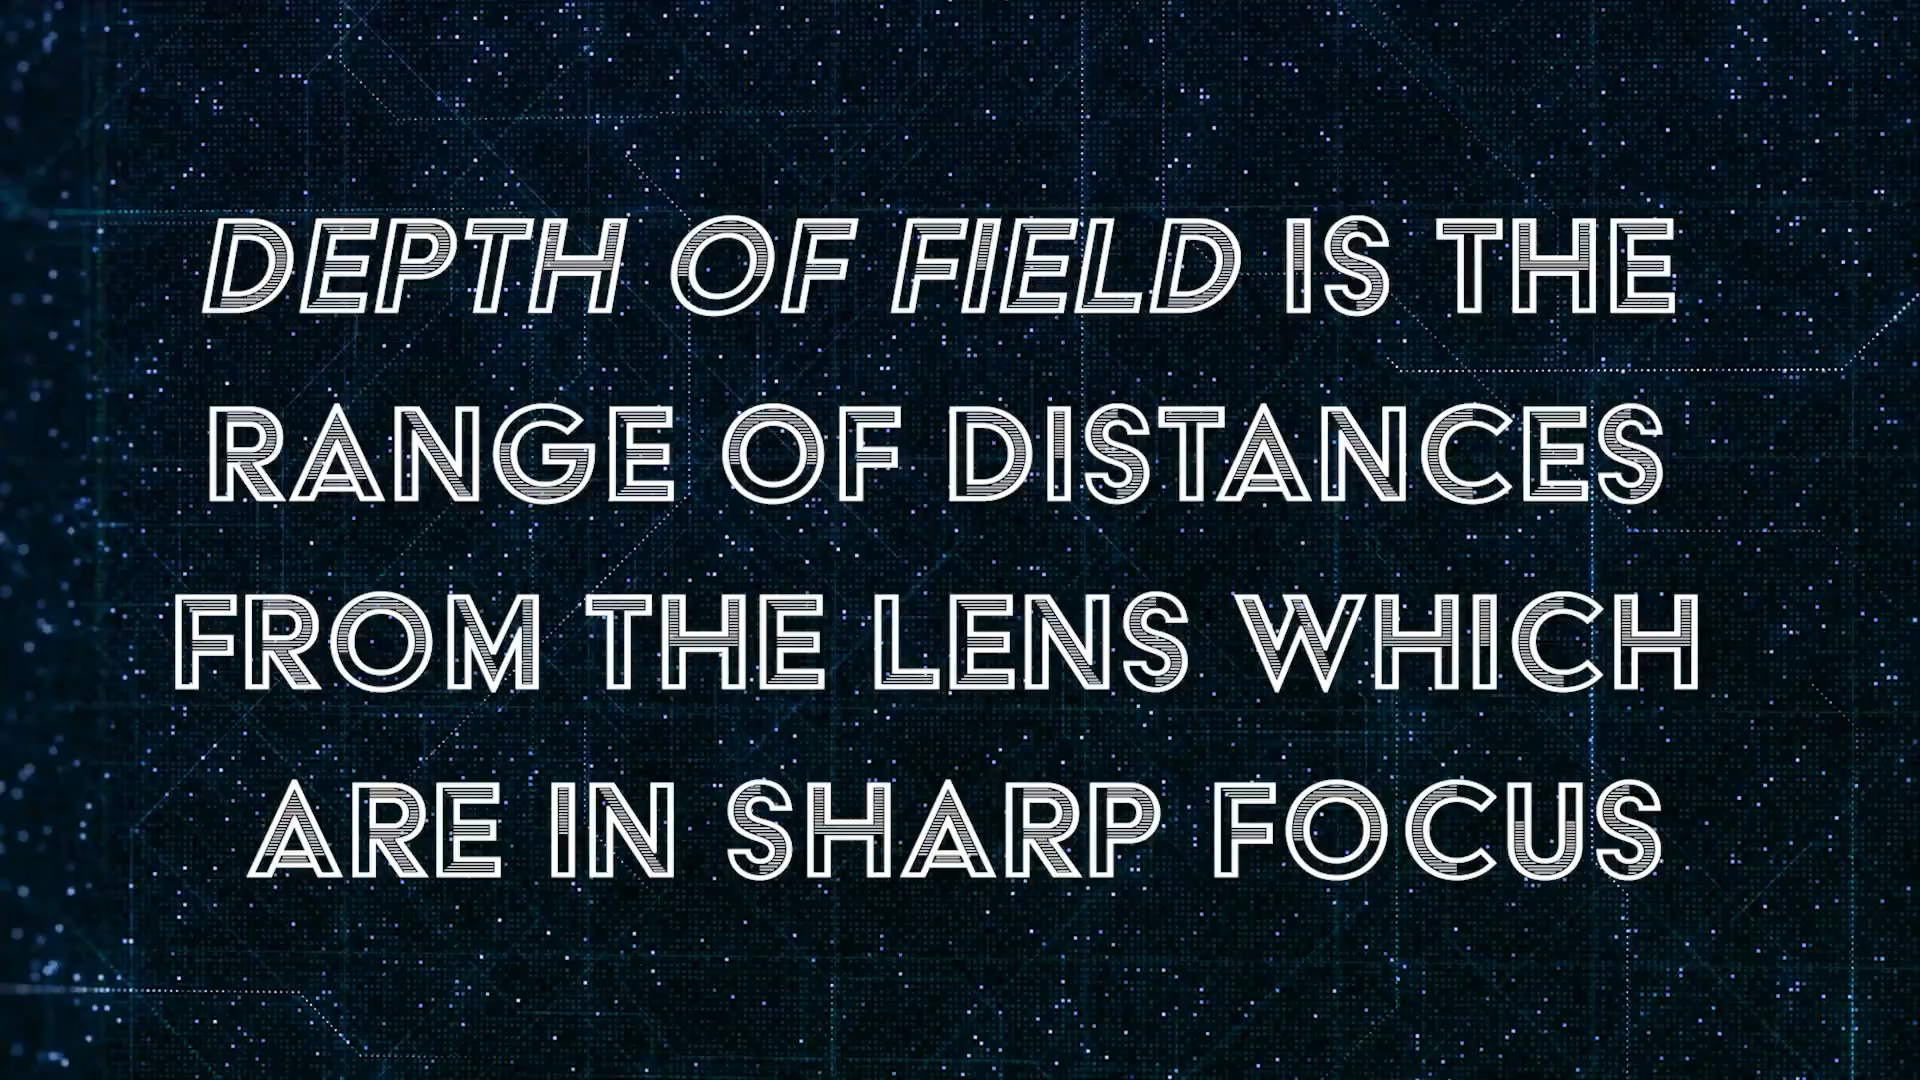 DEPTH OF FIELD IS THE
RANGE OF DISTANCES
FROM THE LENS WHICH
ARE IN SHARP FOCUS